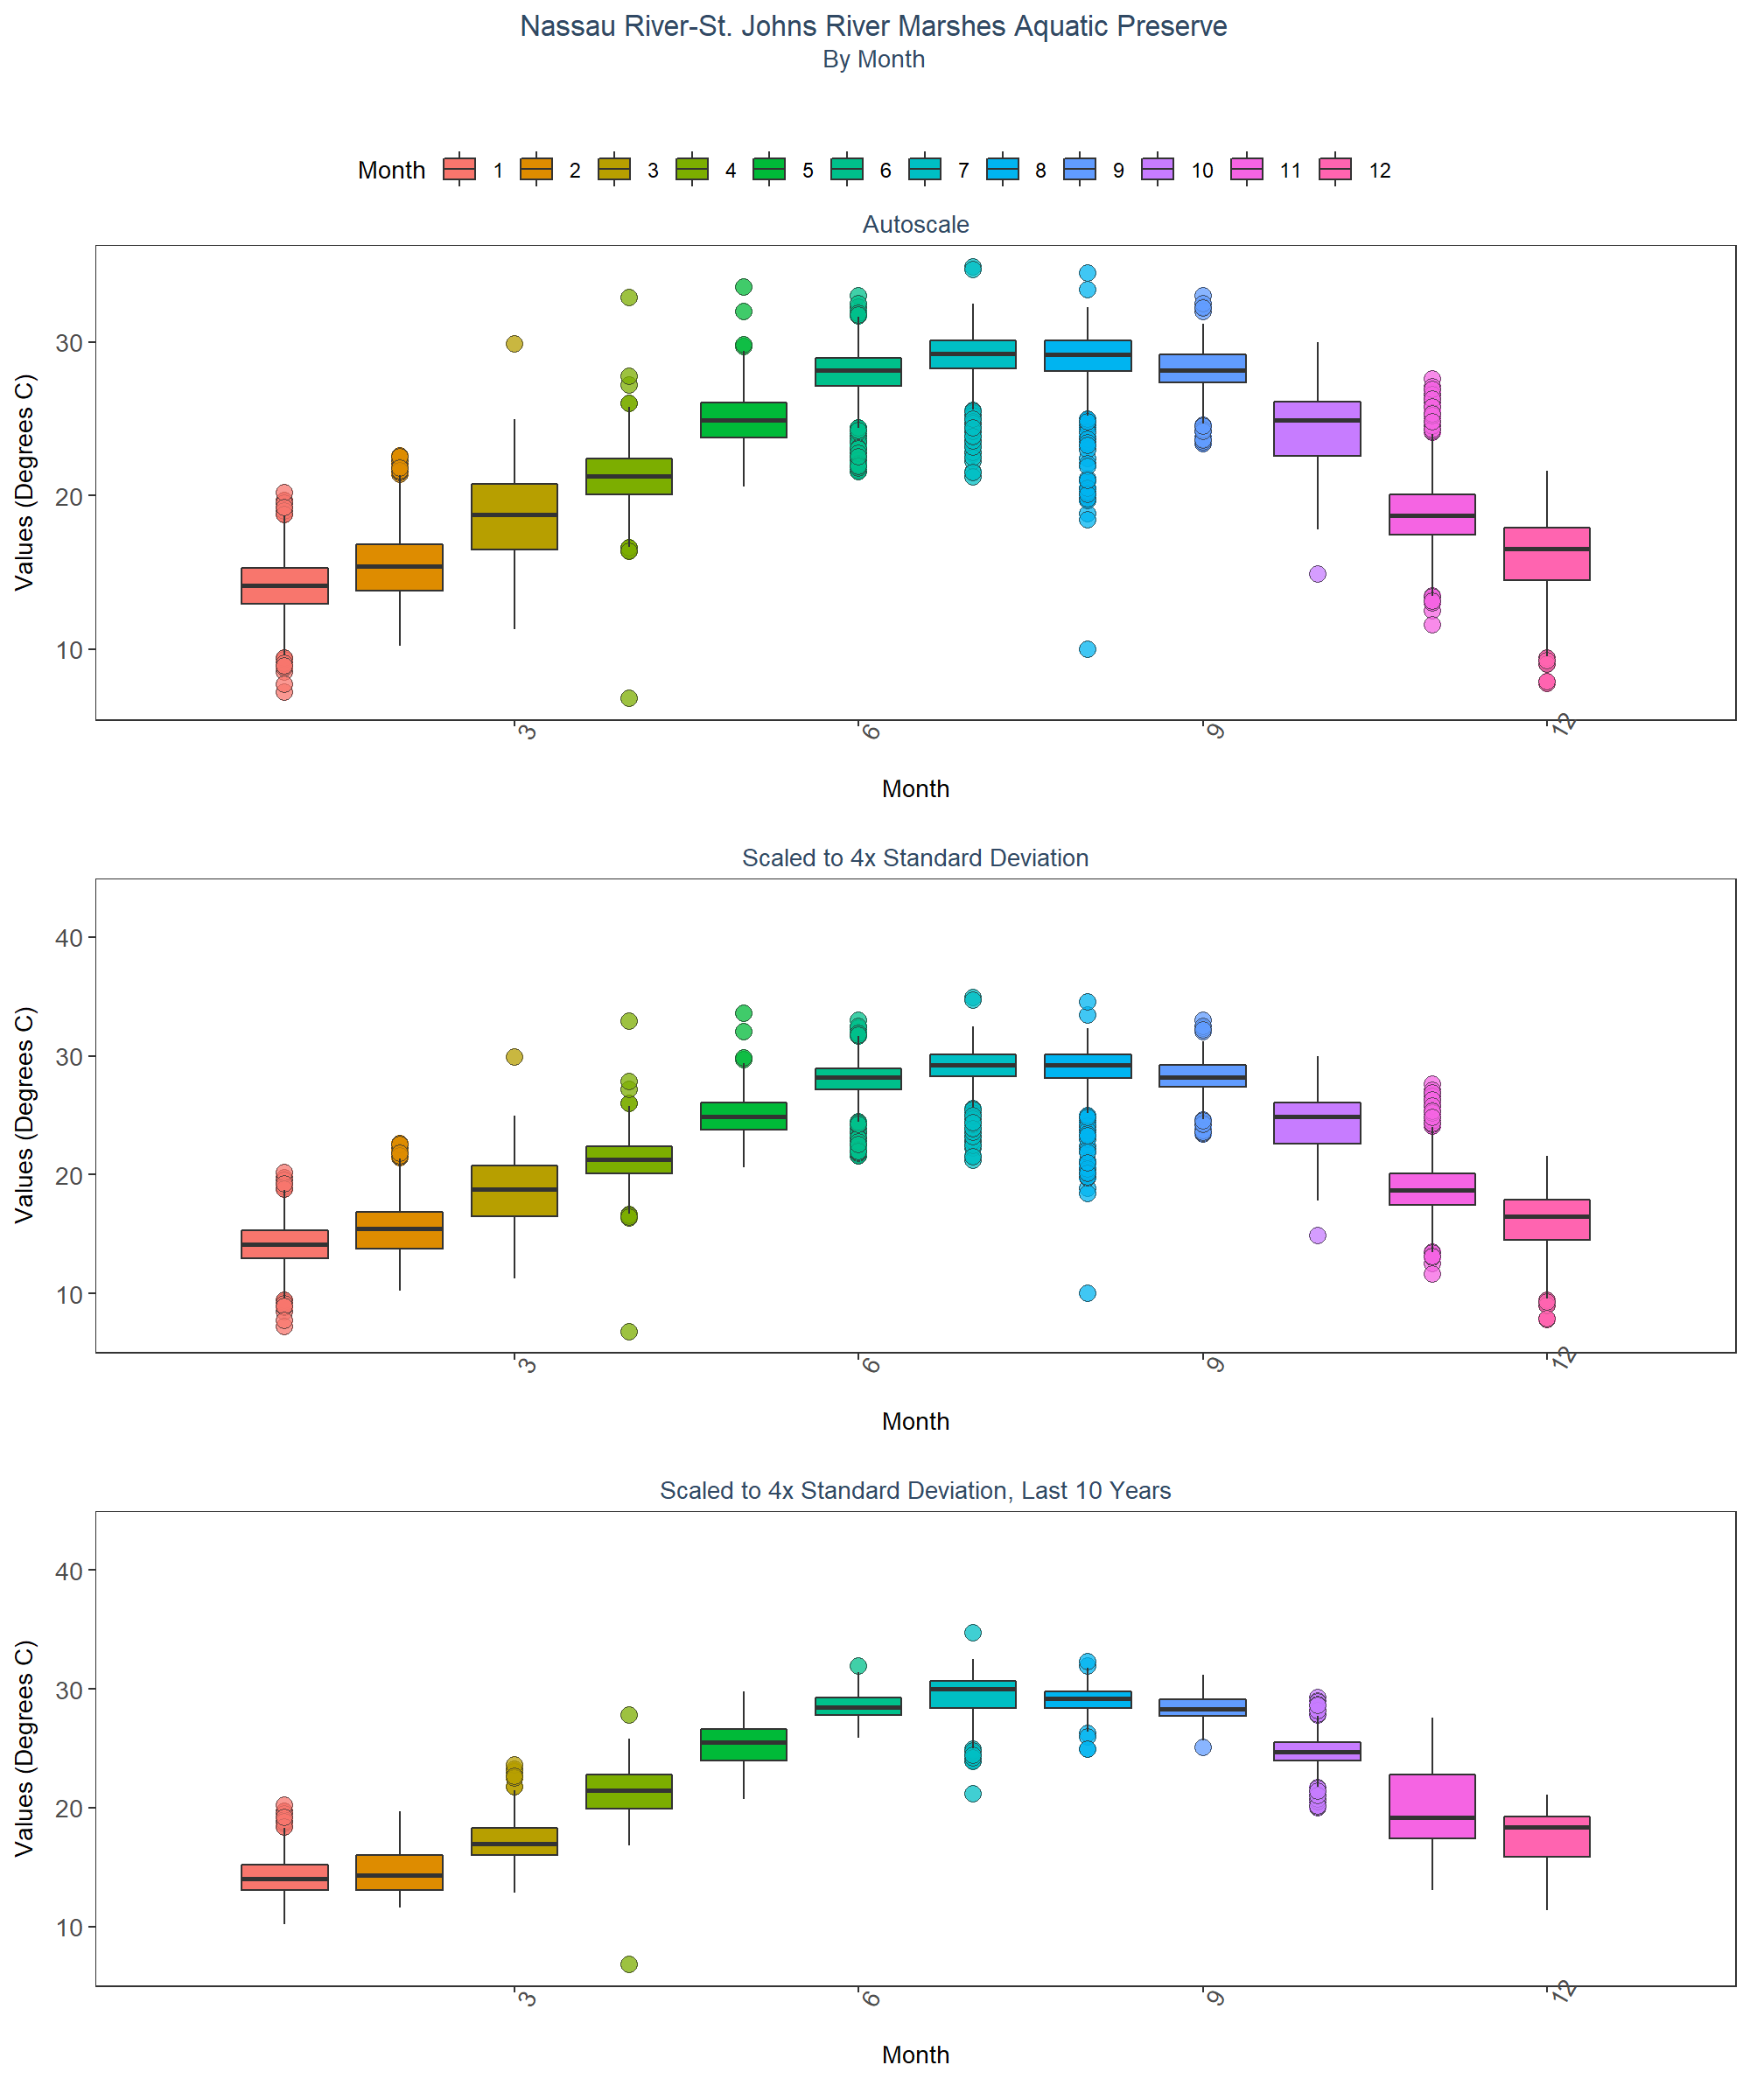 Nassau River-St. Johns River Marshes Aquatic Preserve
By Month
Month 1 2 3 4 5 6 7 8 9 10 11 12
Autoscale
Values (Degrees C)
30
20
10
3 6 9 12
Month
Scaled to 4x Standard Deviation
Values (Degrees C)
40
30
20
10
3 6 9 12
Month
Scaled to 4x Standard Deviation, Last 10 Years
Values (Degrees C)
40
30
20
10
3 6 9 12
Month